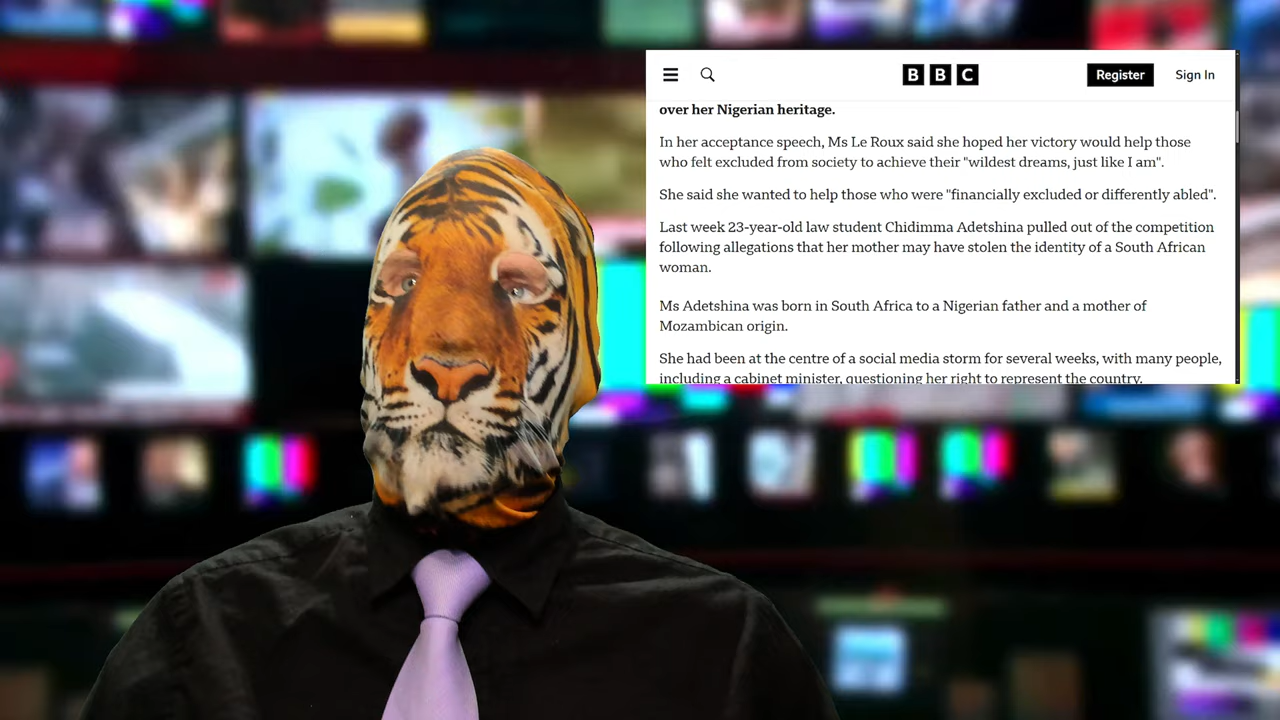 BBC
Register
Sign In
over her Nigerian heritage.
In her acceptance speech, Ms Le Roux said she hoped her victory would help those
who felt excluded from society to achieve their "wildest dreams, just like I am".
She said she wanted to help those who were "financially excluded or differently abled".
Last week 23-year-old law student Chidimma Adetshina pulled out of the competition
following allegations that her mother may have stolen the identity of a South African
woman.
Ms Adetshina was born in South Africa to a Nigerian father and a mother of
Mozambican origin.
She had been at the centre of a social media storm for several weeks, with many people,
including a cabinet minister, questioning her right to represent the country.